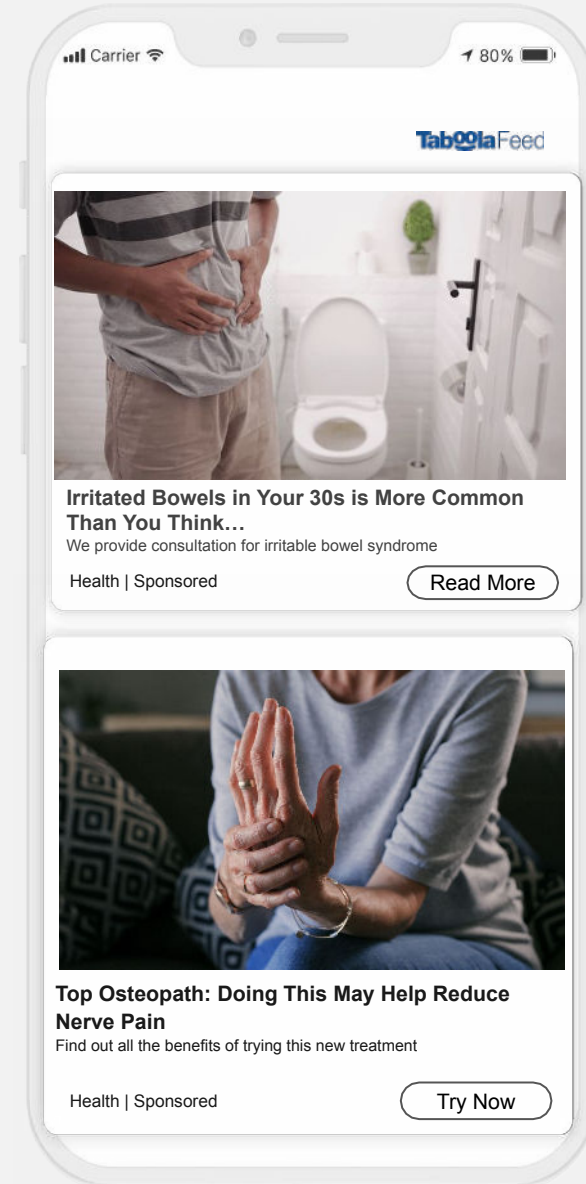 Carrier
80%
Taboola Feed
Irritated Bowels in Your 30s is More Common
Than You Think…
We provide consultation for irritable bowel syndrome
Health | Sponsored
Read More
Top Osteopath: Doing This May Help Reduce
Nerve Pain
Find out all the benefits of trying this new treatment
Health | Sponsored
Try Now